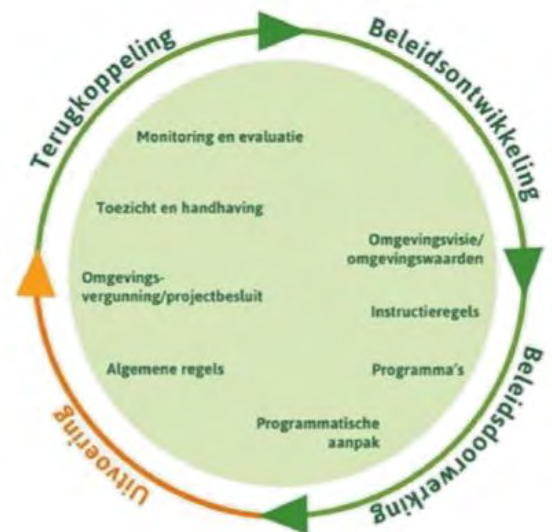 Terugkoppeling
Beleidsontwikkeling
Monitoring en evaluatie
Toezicht en handhaving
Omgevingsvisie/
omgevingswaarden
Omgevings-
vergunning/projectbesluit
Instructieregels
Algemene regels
Programma's
Programmatische
aanpak
Uitvoering
Beleidsdoorwerking